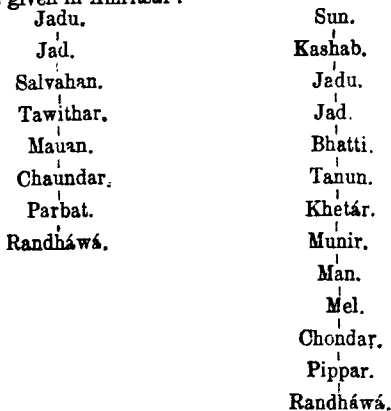 Jadu.
Jad.
Salvahan.
Tawithar.
Mauan.
Chaundar.
Parbat.
Randháwá.
Sun.
Kashab.
Jadu.
Jad.
Bhatti.
Tanun.
Khetár.
Munir.
Man.
Mel.
Chondaṛ.
Pippar.
Randháwá.